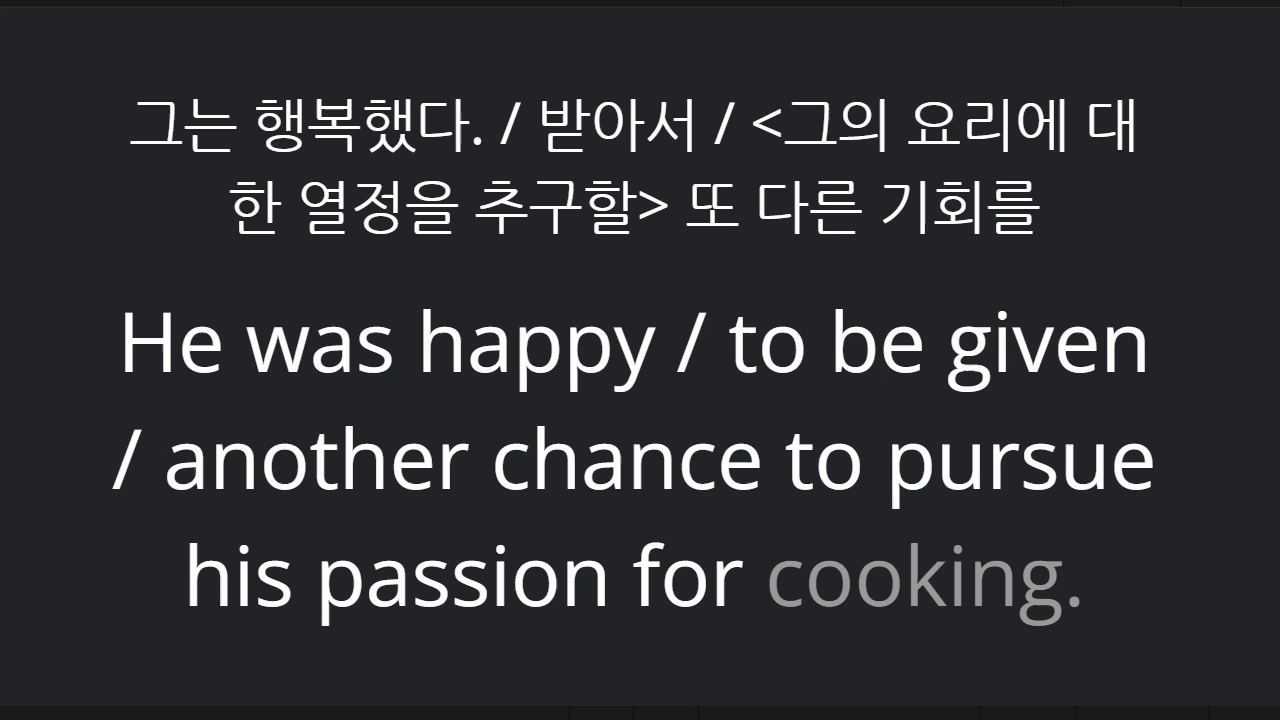 그는 행복했다. / 받아서 / <그의 요리에 대
한 열정을 추구할> 또 다른 기회를
He was happy / to be given
/ another chance to pursue
his passion for cooking.